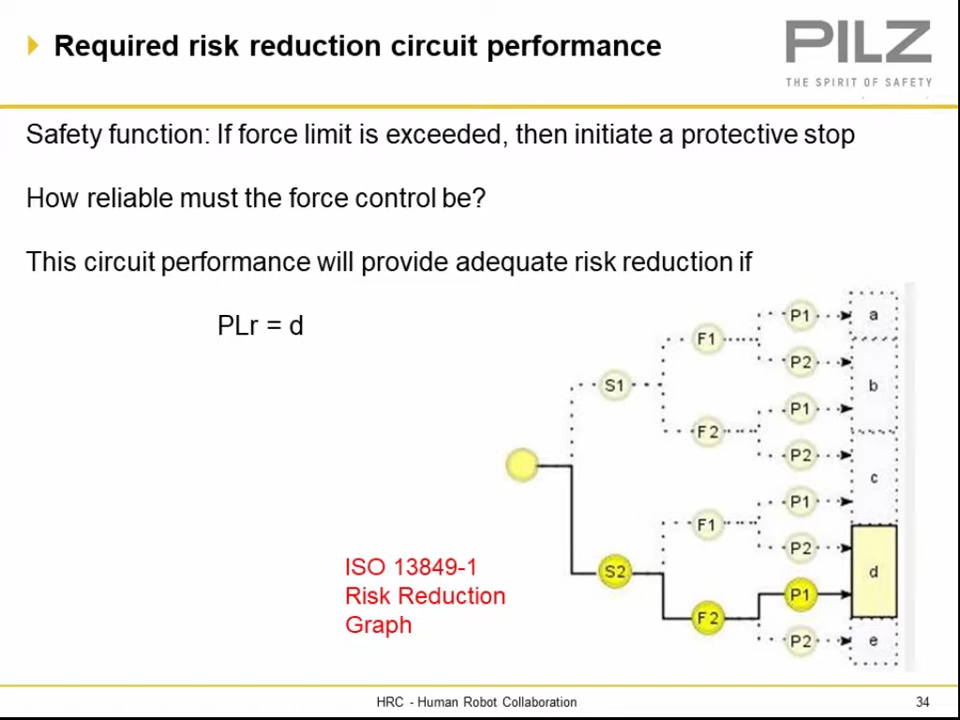 Required risk reduction circuit performance
PILZ
THE SPIRIT OF SAFETY
Safety function: If force limit is exceeded, then initiate a protective stop
How reliable must the force control be?
This circuit performance will provide adequate risk reduction if
PLr = d
P1
a
F1
P2
S1
b
P1
F2
P2
c
P1
F1
P2
S2
d
P1
F2
P2
e
ISO 13849-1
Risk Reduction
Graph
HRC - Human Robot Collaboration
34